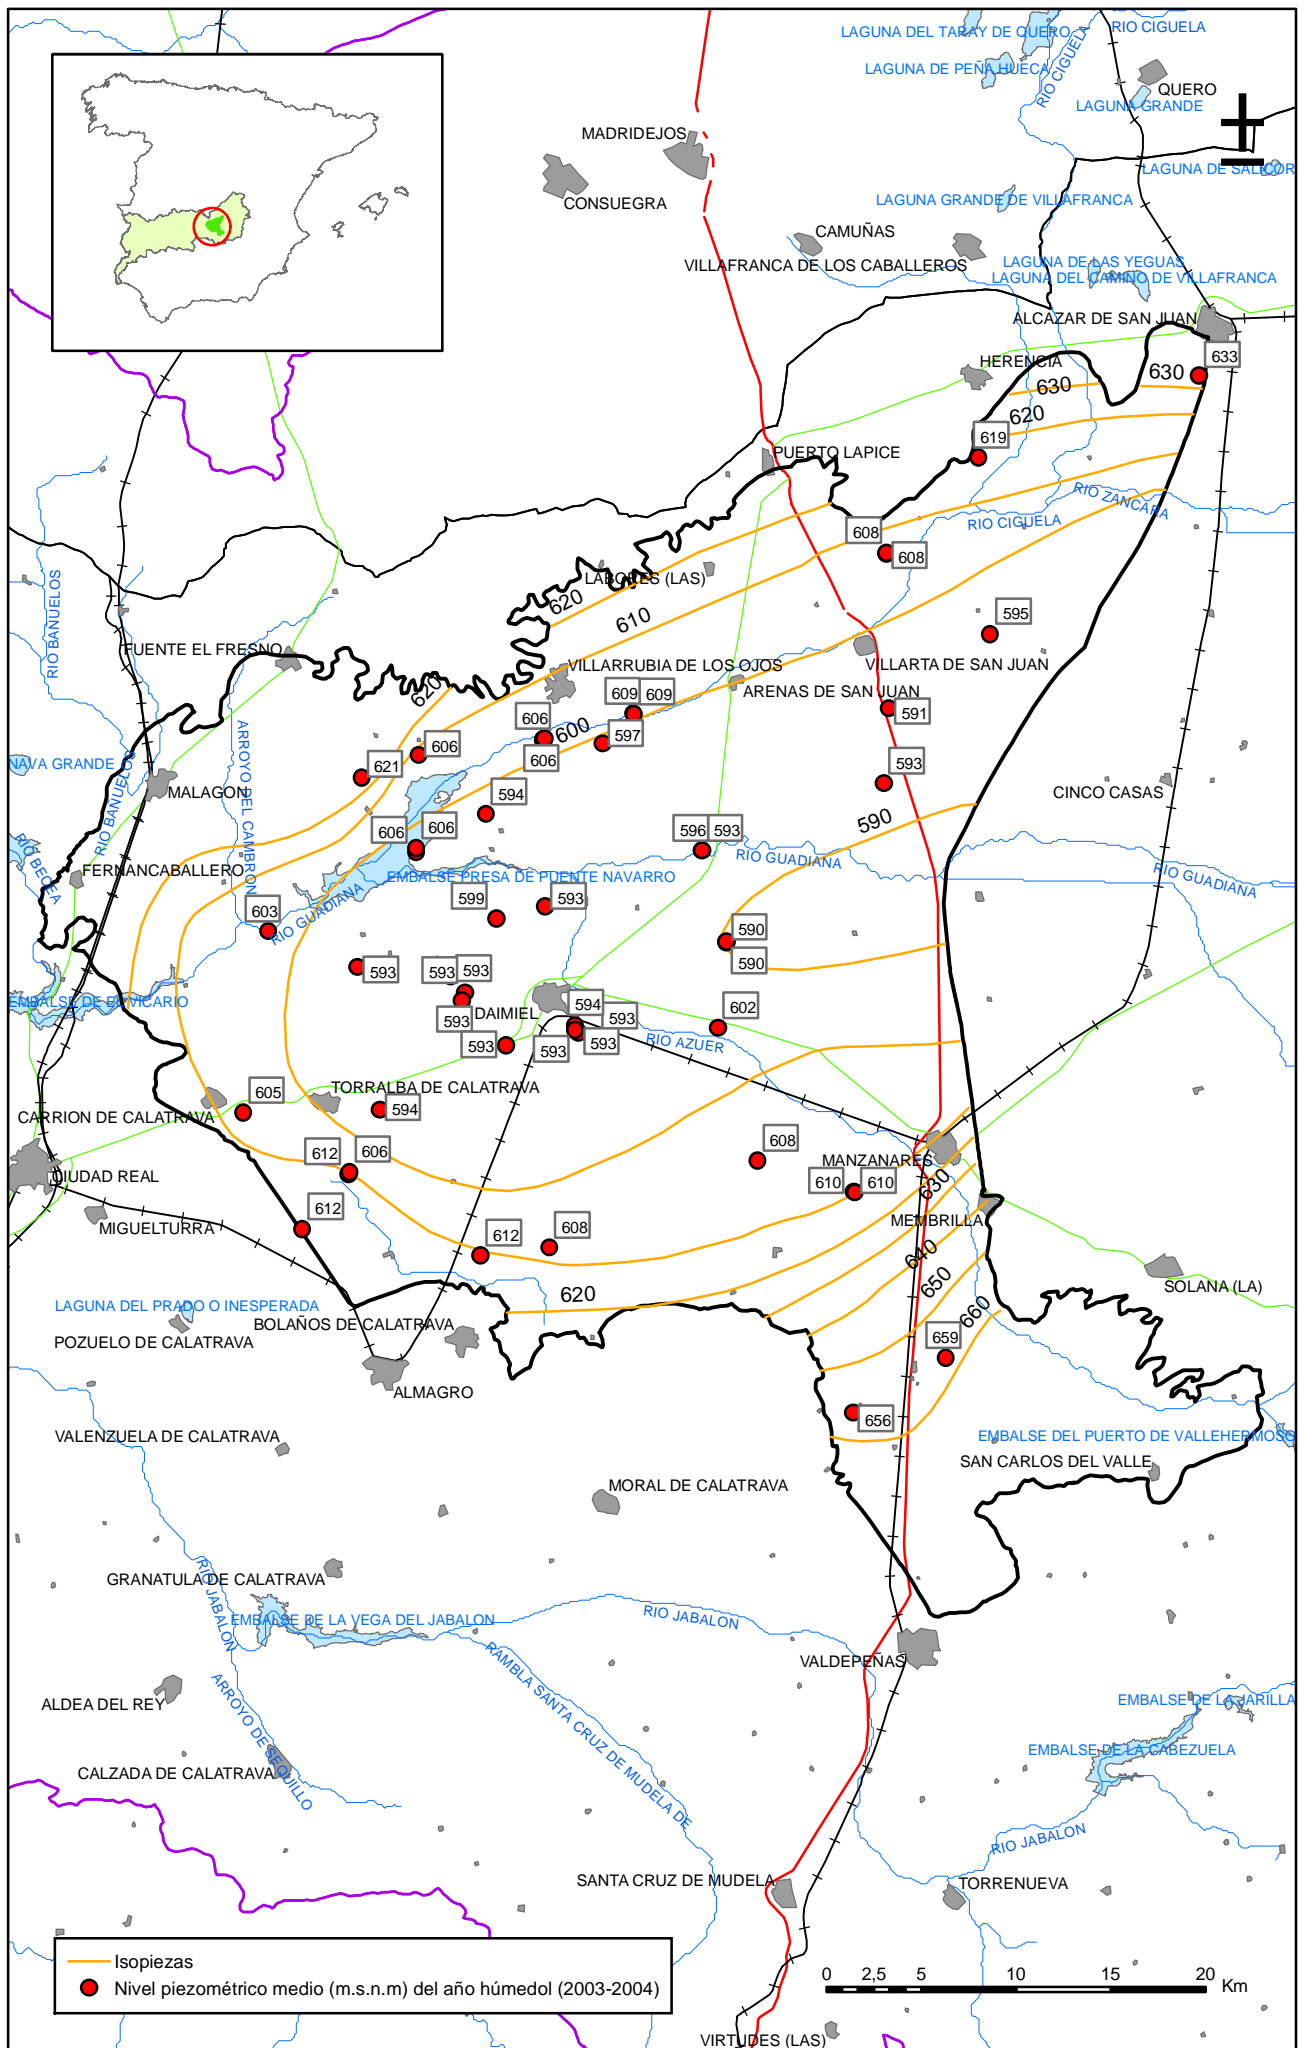 LAGUNA DEL TARAY DE QUERO
RIO CIGUELA
RIO CIGUELA
LAGUNA DE PEÑA HUECA
QUERO
LAGUNA GRANDE
MADRIDEJOS
LAGUNA DE SALICOR
CONSUEGRA
LAGUNA GRANDE DE VILLAFRANCA
CAMUÑAS
VILLAFRANCA DE LOS CABALLEROS
LAGUNA DE LAS YEGUAS
LAGUNA DEL CAMINO DE VILLAFRANCA
ALCAZAR DE SAN JUAN
633
HERENCIA
630
630
620
619
PUERTO LAPICE
RIO ZANCARA
RIO CIGUELA
608
608
LABORES (LAS)
620
610
595
RIO BAÑUELOS
FUENTE EL FRESNO
VILLARRUBIA DE LOS OJOS
VILLARTA DE SAN JUAN
620
609
609
ARENAS DE SAN JUAN
591
606
600
597
606
606
621
593
NAVA GRANDE
RIO BAÑUELOS
MALAGON
ARROYO DEL CAMBRON
594
CINCO CASAS
590
606
606
596
593
RIO GUADIANA
RIO GUADIANA
RIO BECEA
FERNANCABALLERO
EMBALSE PRESA DE PUENTE NAVARRO
603
RIO GUADIANA
599
593
590
590
593
593
593
EMBALSE DE EL VICARIO
593
DAIMIEL
594
593
593
593
593
602
RIO AZUER
605
TORRALBA DE CALATRAVA
594
CARRION DE CALATRAVA
612
606
608
MANZANARES
CIUDAD REAL
610
610
630
612
MIGUELTURRA
MEMBRILLA
612
608
640
650
SOLANA (LA)
620
660
LAGUNA DEL PRADO O INESPERADA
BOLAÑOS DE CALATRAVA
POZUELO DE CALATRAVA
659
ALMAGRO
656
VALENZUELA DE CALATRAVA
EMBALSE DEL PUERTO DE VALLEHERMOSO
SAN CARLOS DEL VALLE
MORAL DE CALATRAVA
GRANATULA DE CALATRAVA
RIO JABALON
EMBALSE DE LA VEGA DEL JABALON
RIO JABALON
VALDEPEÑAS
RAMBLA SANTA CRUZ DE MUDELA DE
ALDEA DEL REY
ARROYO DE SEQUILLO
EMBALSE DE LA JARILLA
EMBALSE DE LA CABEZUELA
CALZADA DE CALATRAVA
RIO JABALON
SANTA CRUZ DE MUDELA
TORRENUEVA
Isopiezas
Nivel piezométrico medio (m.s.n.m) del año húmedol (2003-2004)
0 2,5 5 10 15 20
Km
VIRTUDES (LAS)